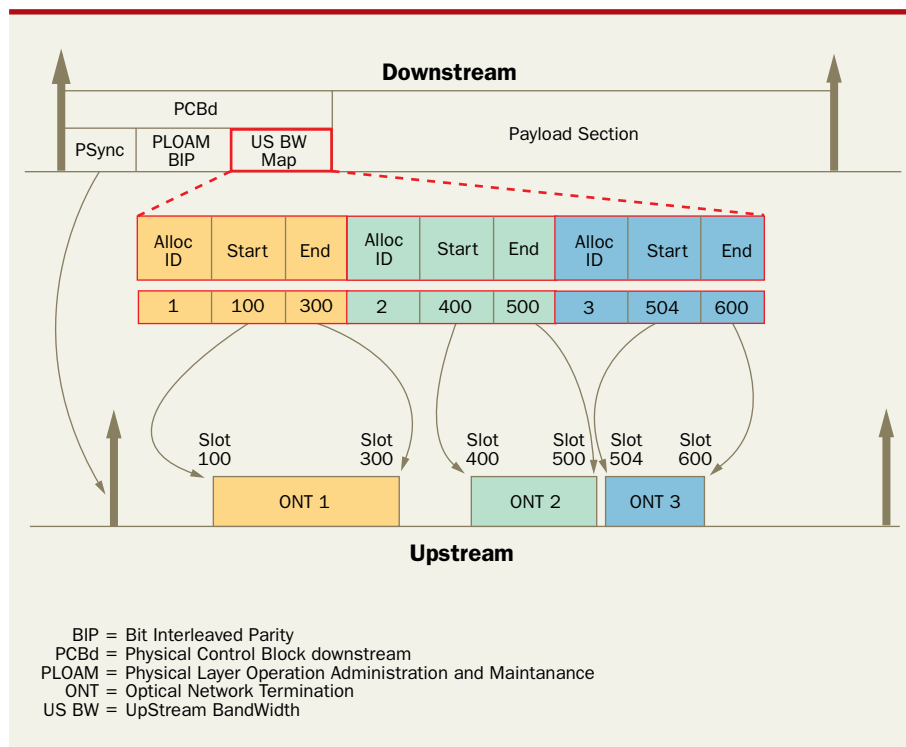 Downstream
PCBd
Payload Section
PSync
PLOAM
BIP
US BW
Map
Alloc
ID
Start
End
Alloc
ID
Start
End
Alloc
ID
Start
End
1
100
300
2
400
500
3
504
600
Slot
100
Slot
300
Slot
400
Slot
500
Slot
504
Slot
600
ONT 1
ONT 2
ONT 3
Upstream
BIP = Bit Interleaved Parity
PCBd = Physical Control Block downstream
PLOAM = Physical Layer Operation Administration and Maintanance
ONT = Optical Network Termination
US BW = UpStream BandWidth